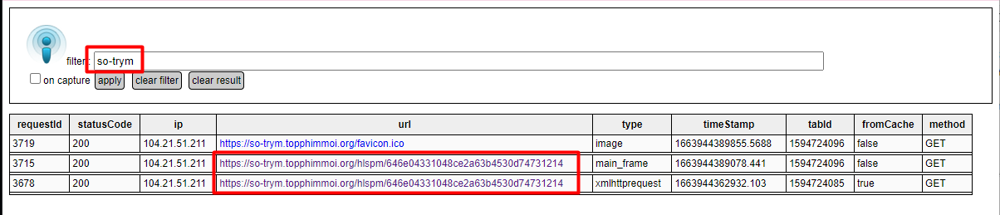 filter: so-trym
on capture apply clear filter clear result
requestId statusCode ip url type timeStamp tabId fromCache method
3719 200 104.21.51.211 https://so-trym.topphimmoi.org/favicon.ico image 1663944389855.5688 1594724096 false GET
3715 200 104.21.51.211 https://so-trym.topphimmoi.org/hlspm/646e04331048ce2a63b4530d74731214 main_frame 1663944389078.441 1594724096 false GET
3678 200 104.21.51.211 https://so-trym.topphimmoi.org/hlspm/646e04331048ce2a63b4530d74731214 xmlhttprequest 1663944362932.103 1594724085 true GET